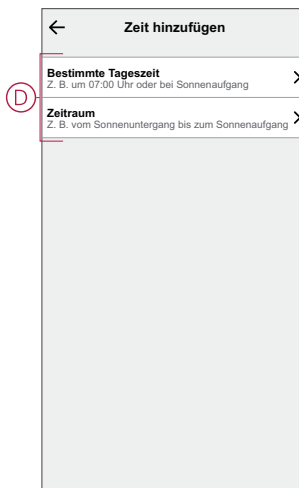 Zeit hinzufügen
Bestimmte Tageszeit
Z. B. um 07:00 Uhr oder bei Sonnenaufgang
D
Zeitraum
Z. B. vom Sonnenuntergang bis zum Sonnenaufgang